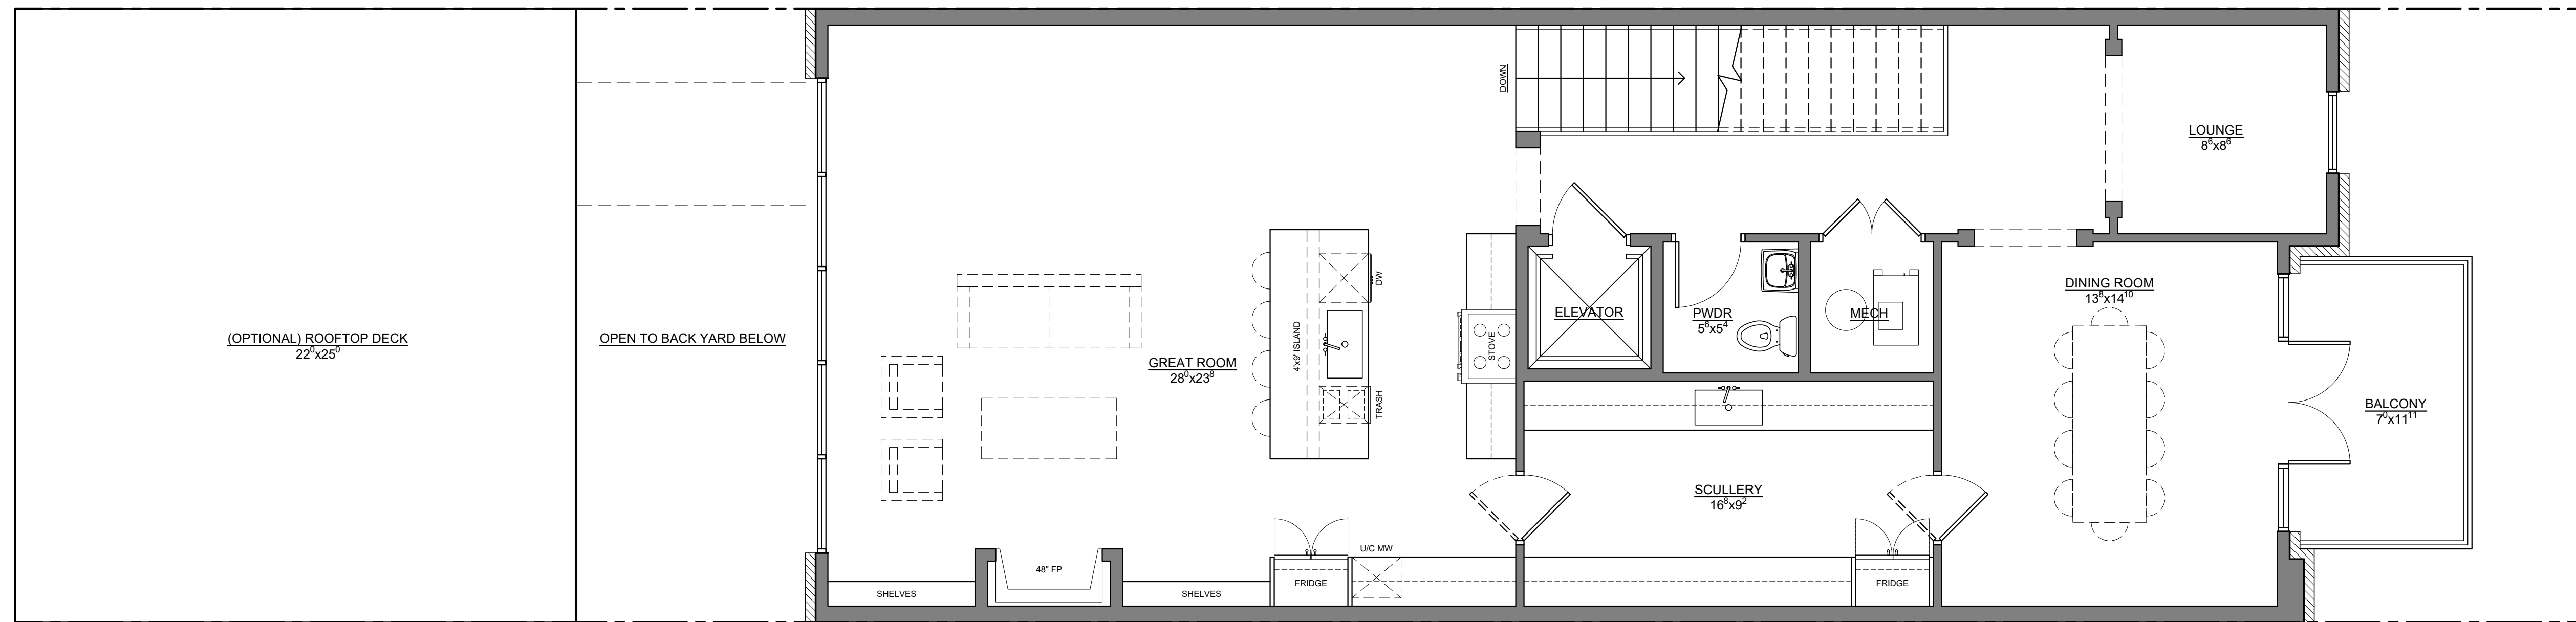 (OPTIONAL) ROOFTOP DECK
22⁰x25⁰
OPEN TO BACK YARD BELOW
GREAT ROOM
28⁰x23⁸
4'x9' ISLAND
DW
TRASH
STOVE
SHELVES
48" FP
SHELVES
FRIDGE
U/C MW
DOWN
ELEVATOR
PWDR
5⁶x5⁴
MECH
SCULLERY
16⁸x9²
FRIDGE
LOUNGE
8⁶x8⁶
DINING ROOM
13⁸x14¹⁰
BALCONY
7⁰x11¹¹